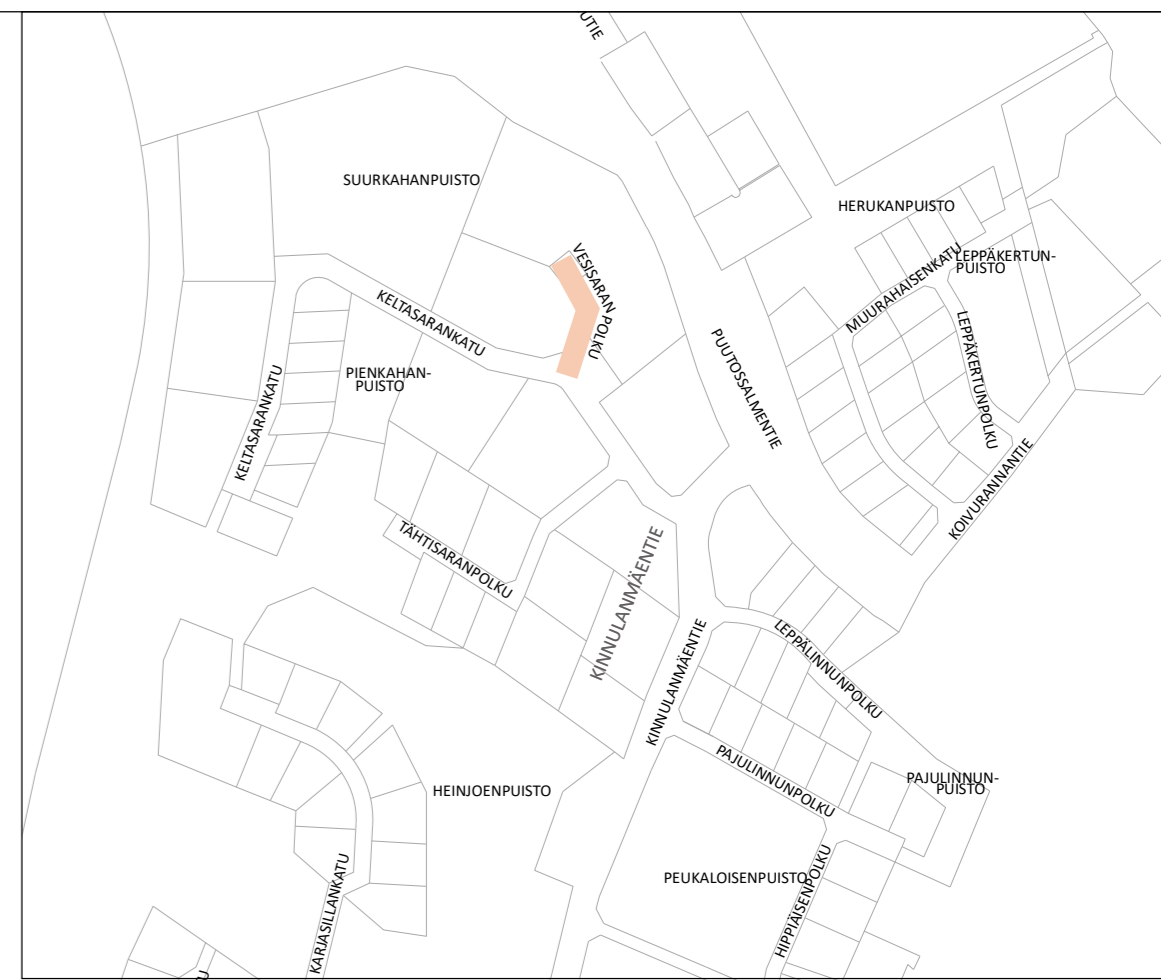 UTIE
SUURKAHANPUISTO
HERUKANPUISTO
VESISARAN POLKU
LEPPÄKERTUN-
PUISTO
MUURAHAISENKATU
KELTASARANKATU
PUUTOSSALMENTIE
LEPPÄKERTUNPOLKU
PIENKAHAN-
PUISTO
KELTASARANKATU
KOIVURANNANTIE
TÄHTISARANPOLKU
KINNULANMÄENTIE
KINNULANMÄENTIE
LEPPÄLINNUNPOLKU
PAJULINNUNPOLKU
PAJULINNUN-
PUISTO
HEINJOENPUISTO
PEUKALOISENPUISTO
HIPPIÄISENPOLKU
KARJASILLANKATU
U